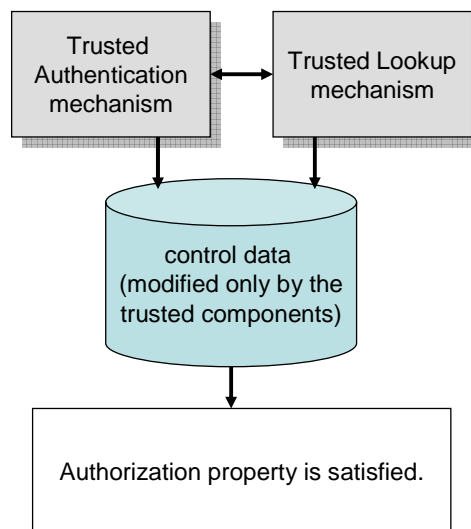 Trusted
Authentication
mechanism
Trusted Lookup
mechanism
control data
(modified only by the
trusted components)
Authorization property is satisfied.